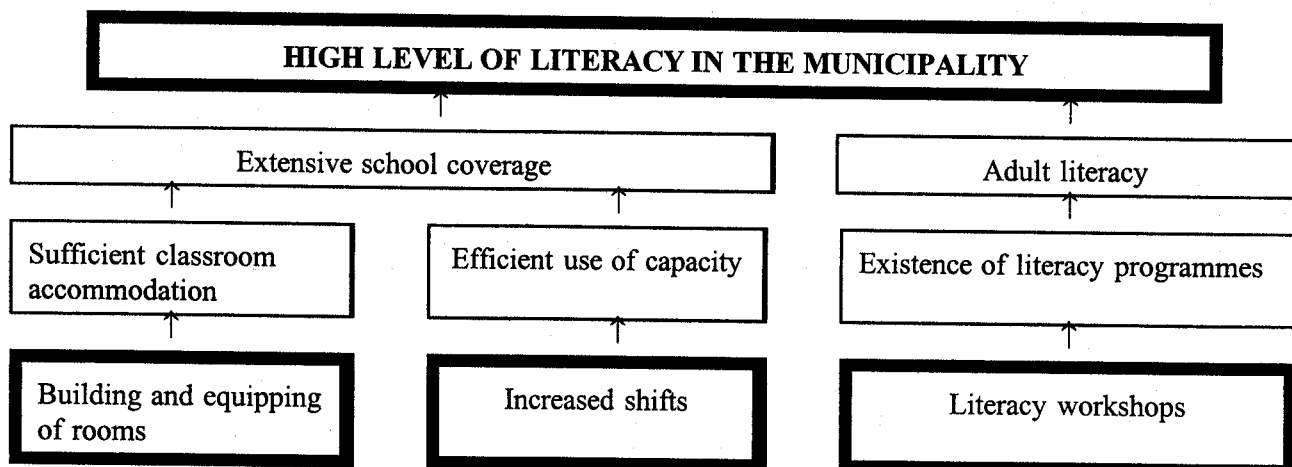 HIGH LEVEL OF LITERACY IN THE MUNICIPALITY
Extensive school coverage
Adult literacy
Sufficient classroom
accommodation
Efficient use of capacity
Existence of literacy programmes
Building and equipping
of rooms
Increased shifts
Literacy workshops